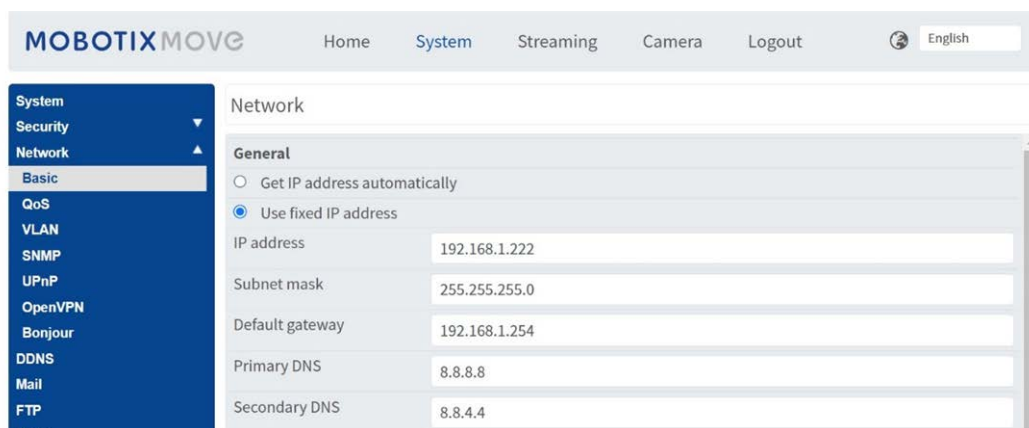 MOBOTIX MOVE Home System Streaming Camera Logout English
System
Security
Network
Basic
QoS
VLAN
SNMP
UPnP
OpenVPN
Bonjour
DDNS
Mail
FTP
Network
General
Get IP address automatically
Use fixed IP address
IP address 192.168.1.222
Subnet mask 255.255.255.0
Default gateway 192.168.1.254
Primary DNS 8.8.8.8
Secondary DNS 8.8.4.4